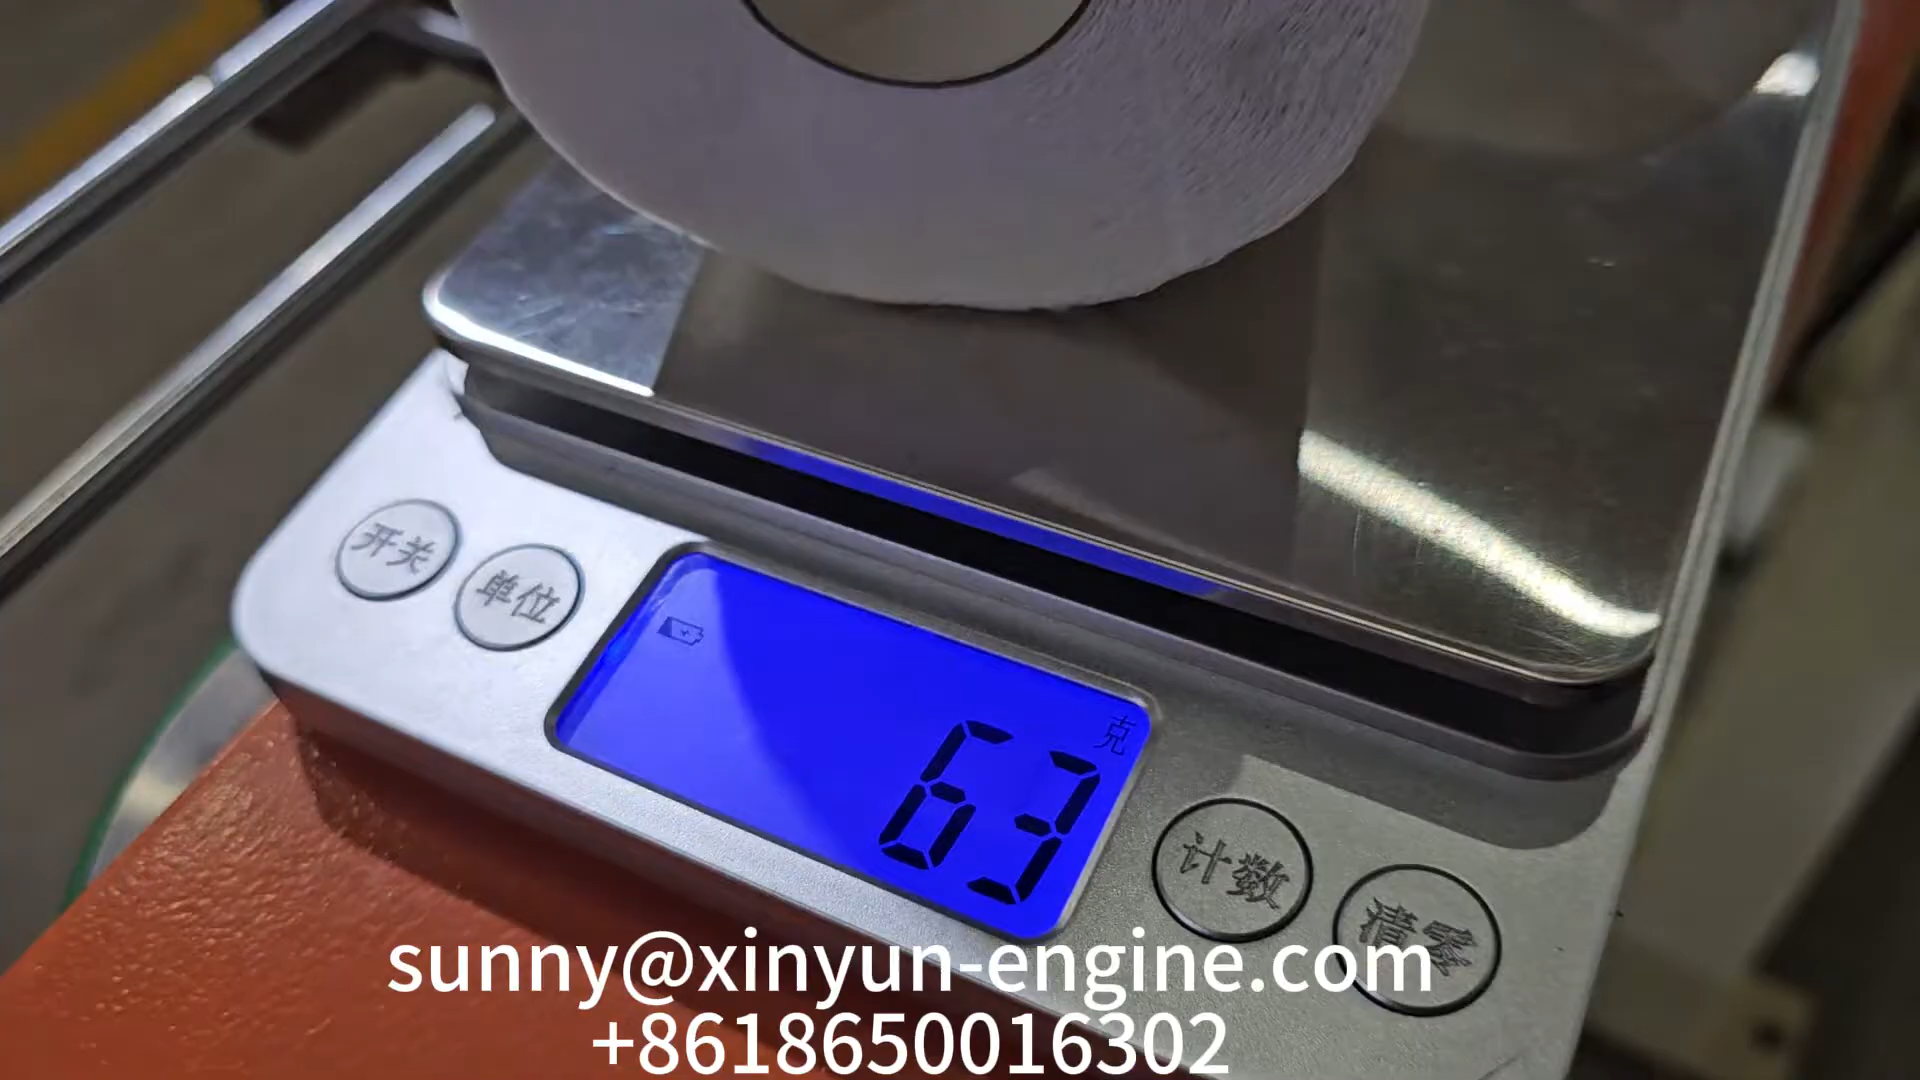 开关
单位
克
63
计数
清零
sunny@xinyun-engine.com
+8618650016302